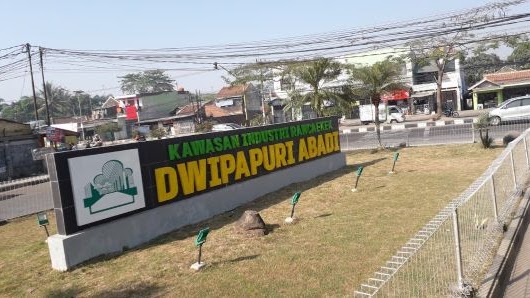 KAWASAN INDUSTRI RANCAEKEK
DWIPAPURI ABADI